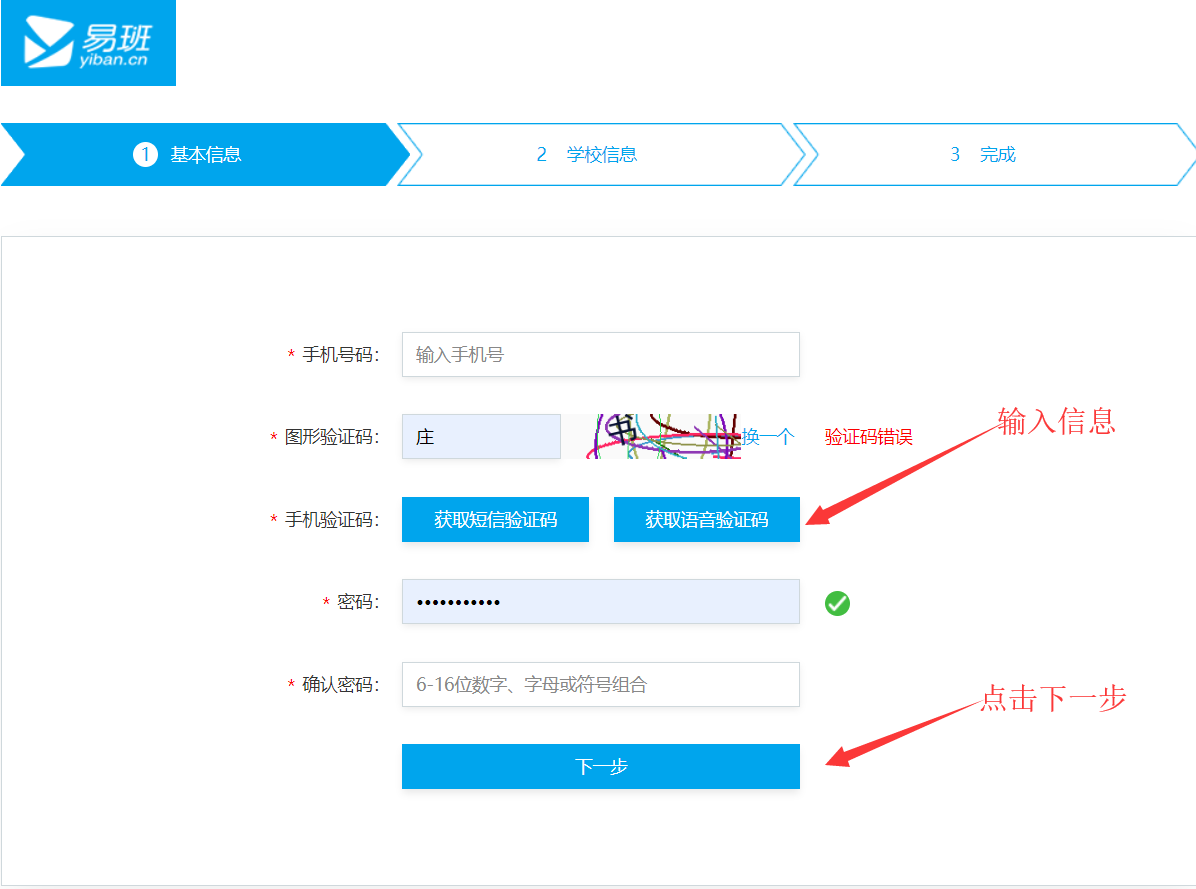 易班
yiban.cn
1 基本信息
2 学校信息
3 完成
* 手机号码： 输入手机号
* 图形验证码： 庄 换一个 验证码错误
输入信息
* 手机验证码： 获取短信验证码 获取语音验证码
* 密码： •••••••••••
* 确认密码： 6-16位数字、字母或符号组合
点击下一步
下一步